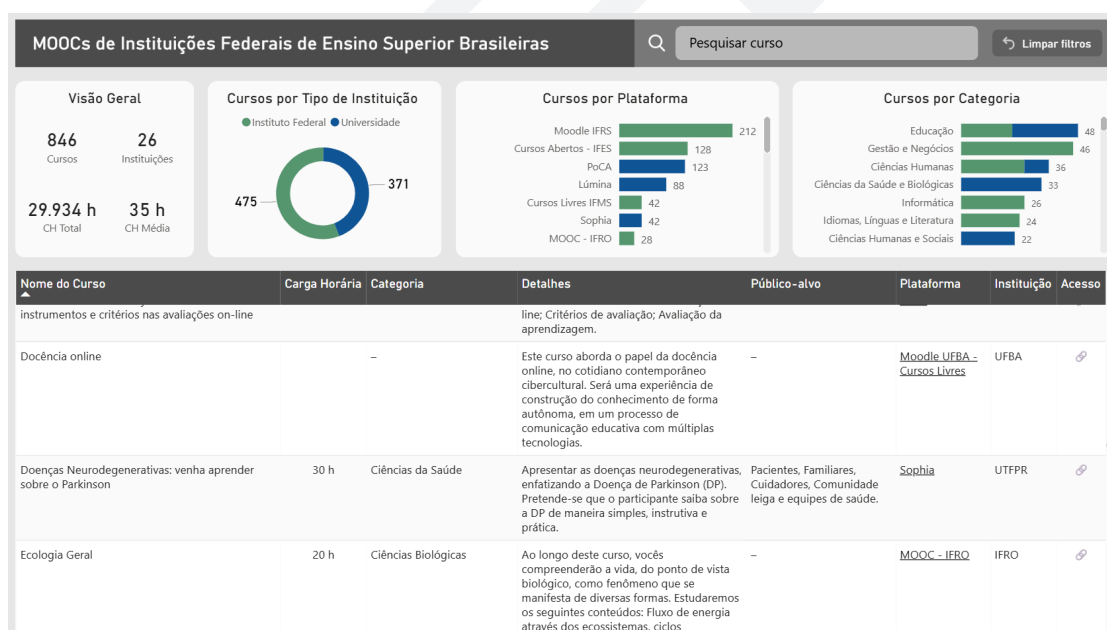 MOOCs de Instituições Federais de Ensino Superior Brasileiras
Pesquisar curso
Limpar filtros
Visão Geral
846
26
Cursos
Instituições
29.934 h
35 h
CH Total
CH Média
Cursos por Tipo de Instituição
Instituto Federal
Universidade
475
371
Cursos por Plataforma
Moodle IFRS 212
Cursos Abertos - IFES 128
PoCA 123
Lúmina 88
Cursos Livres IFMS 42
Sophia 42
MOOC - IFRO 28
Cursos por Categoria
Educação 48
Gestão e Negócios 46
Ciências Humanas 36
Ciências da Saúde e Biológicas 33
Informática 26
Idiomas, Línguas e Literatura 24
Ciências Humanas e Sociais 22
Nome do Curso
Carga Horária
Categoria
Detalhes
Público-alvo
Plataforma
Instituição
Acesso
instrumentos e critérios nas avaliações on-line
line; Critérios de avaliação; Avaliação da
aprendizagem.
Docência online
–
Este curso aborda o papel da docência
online, no cotidiano contemporâneo
cibercultural. Será uma experiência de
construção do conhecimento de forma
autônoma, em um processo de
comunicação educativa com múltiplas
tecnologias.
–
Moodle UFBA -
Cursos Livres
UFBA
Doenças Neurodegenerativas: venha aprender
sobre o Parkinson
30 h
Ciências da Saúde
Apresentar as doenças neurodegenerativas,
enfatizando a Doença de Parkinson (DP).
Pretende-se que o participante saiba sobre
a DP de maneira simples, instrutiva e
prática.
Pacientes, Familiares,
Cuidadores, Comunidade
leiga e equipes de saúde.
Sophia
UTFPR
Ecologia Geral
20 h
Ciências Biológicas
Ao longo deste curso, vocês
compreenderão a vida, do ponto de vista
biológico, como fenômeno que se
manifesta de diversas formas. Estudaremos
os seguintes conteúdos: Fluxo de energia
através dos ecossistemas, ciclos
–
MOOC - IFRO
IFRO